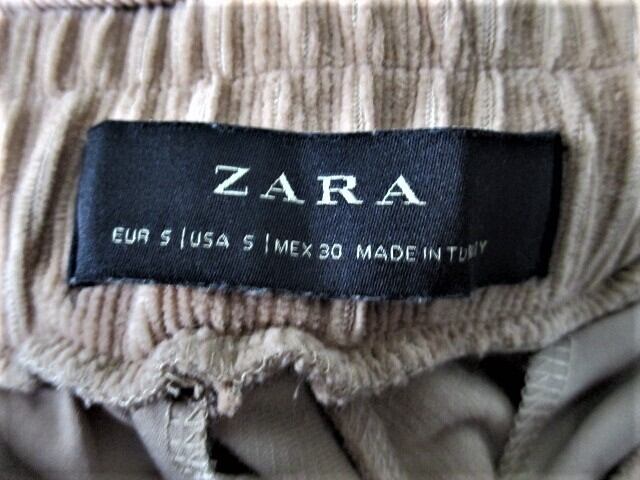 ZARA
EUR S | USA S | MEX 30 MADE IN TURKEY